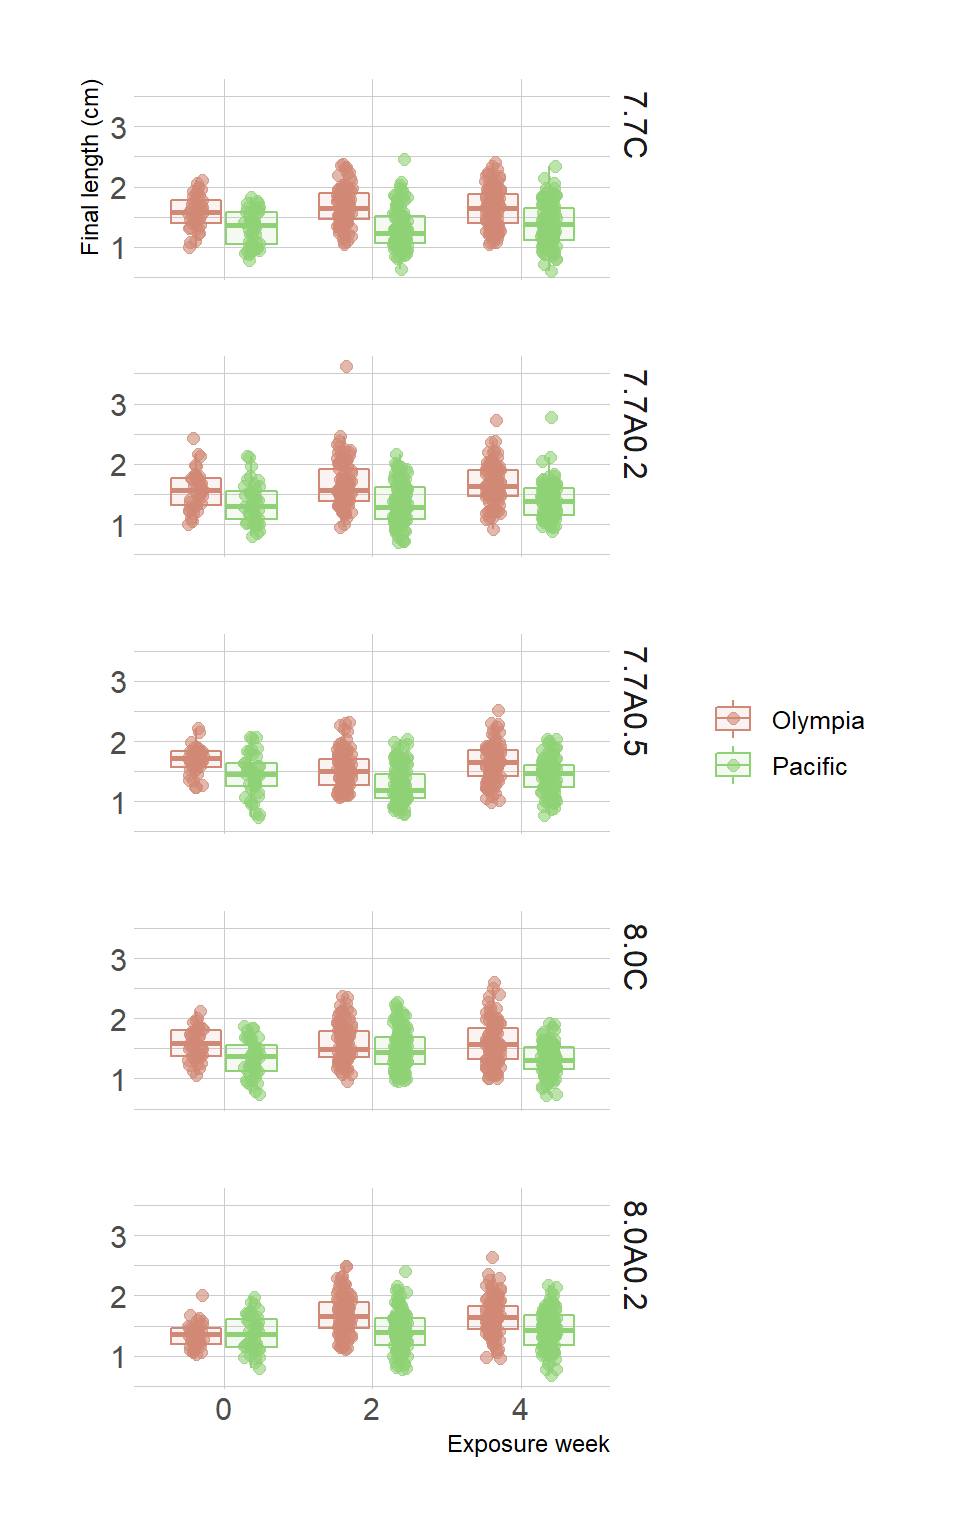 Final length (cm)
3
2
1
7.7C
3
2
1
7.7A0.2
3
2
1
7.7A0.5
Olympia
Pacific
3
2
1
8.0C
3
2
1
8.0A0.2
0 2 4
Exposure week